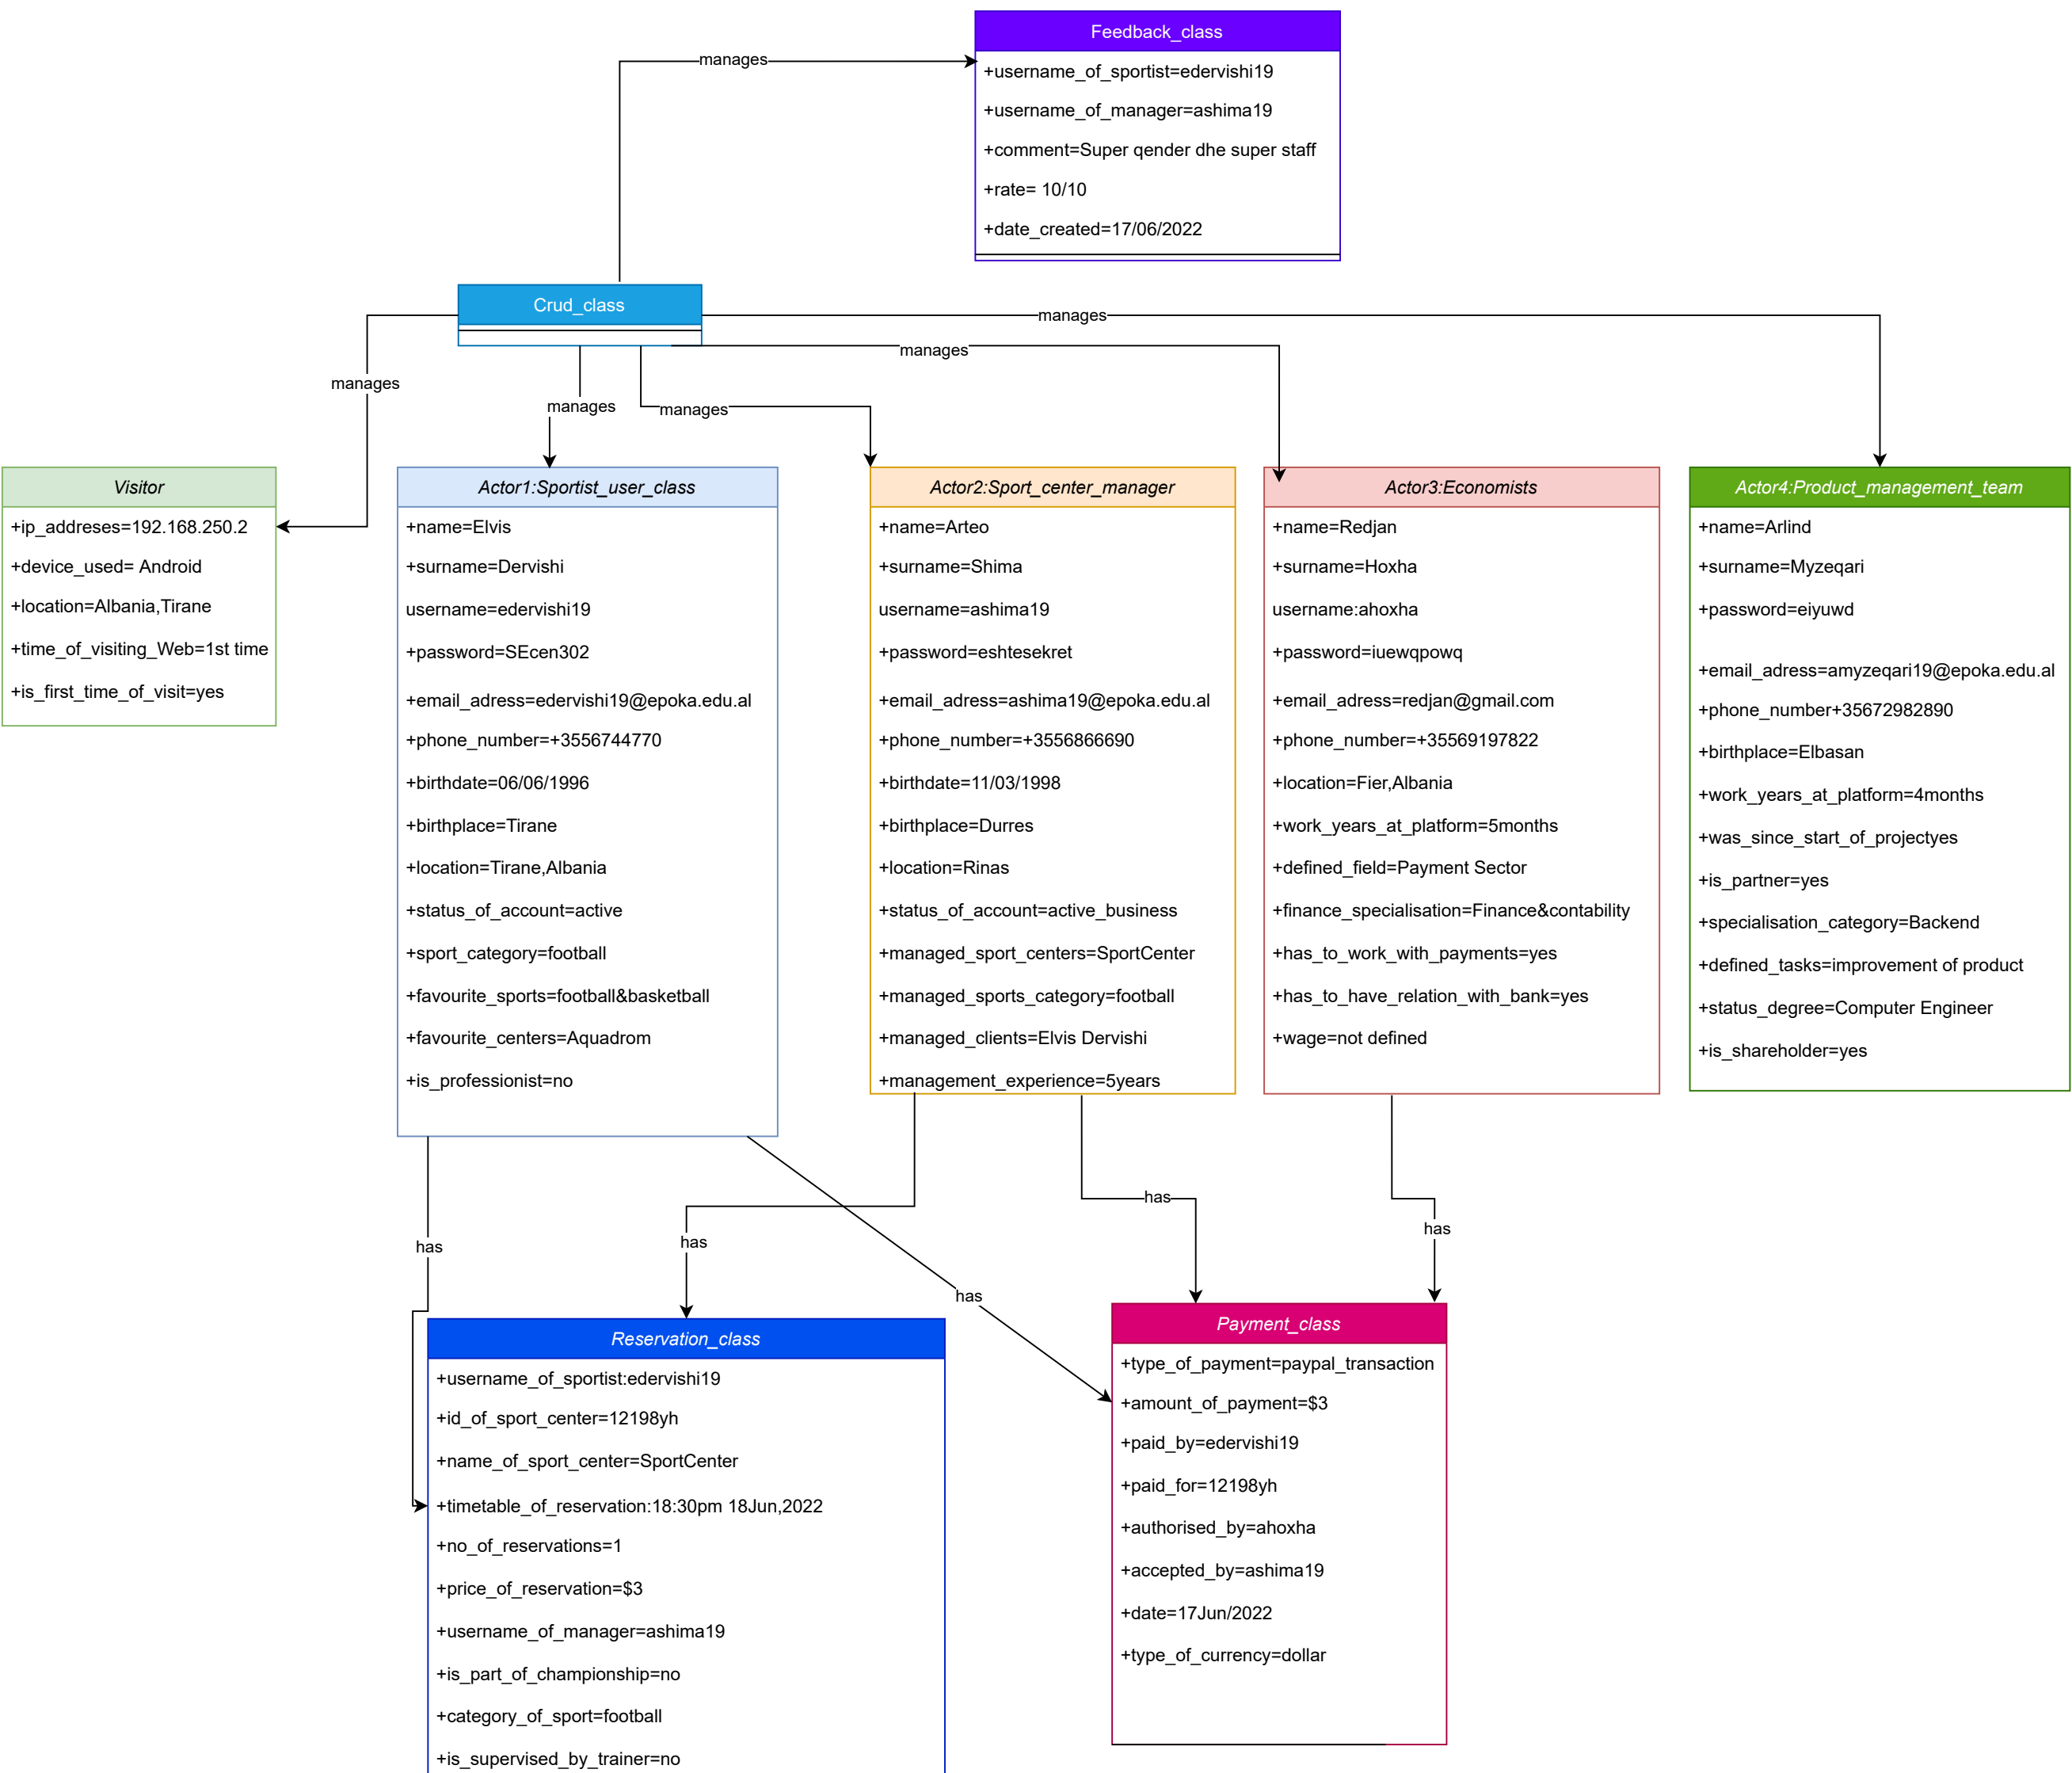 Feedback_class
+username_of_sportist=edervishi19
+username_of_manager=ashima19
+comment=Super qender dhe super staff
+rate= 10/10
+date_created=17/06/2022
manages
Crud_class
manages
manages
manages
manages
manages
Visitor
+ip_addreses=192.168.250.2
+device_used= Android
+location=Albania,Tirane
+time_of_visiting_Web=1st time
+is_first_time_of_visit=yes
Actor1:Sportist_user_class
+name=Elvis
+surname=Dervishi
username=edervishi19
+password=SEcen302
+email_adress=edervishi19@epoka.edu.al
+phone_number=+3556744770
+birthdate=06/06/1996
+birthplace=Tirane
+location=Tirane,Albania
+status_of_account=active
+sport_category=football
+favourite_sports=football&basketball
+favourite_centers=Aquadrom
+is_professionist=no
Actor2:Sport_center_manager
+name=Arteo
+surname=Shima
username=ashima19
+password=eshtesekret
+email_adress=ashima19@epoka.edu.al
+phone_number=+3556866690
+birthdate=11/03/1998
+birthplace=Durres
+location=Rinas
+status_of_account=active_business
+managed_sport_centers=SportCenter
+managed_sports_category=football
+managed_clients=Elvis Dervishi
+management_experience=5years
Actor3:Economists
+name=Redjan
+surname=Hoxha
username:ahoxha
+password=iuewqpowq
+email_adress=redjan@gmail.com
+phone_number=+35569197822
+location=Fier,Albania
+work_years_at_platform=5months
+defined_field=Payment Sector
+finance_specialisation=Finance&contability
+has_to_work_with_payments=yes
+has_to_have_relation_with_bank=yes
+wage=not defined
Actor4:Product_management_team
+name=Arlind
+surname=Myzeqari
+password=eiyuwd
+email_adress=amyzeqari19@epoka.edu.al
+phone_number+35672982890
+birthplace=Elbasan
+work_years_at_platform=4months
+was_since_start_of_projectyes
+is_partner=yes
+specialisation_category=Backend
+defined_tasks=improvement of product
+status_degree=Computer Engineer
+is_shareholder=yes
has
has
has
has
has
Reservation_class
+username_of_sportist:edervishi19
+id_of_sport_center=12198yh
+name_of_sport_center=SportCenter
+timetable_of_reservation:18:30pm 18Jun,2022
+no_of_reservations=1
+price_of_reservation=$3
+username_of_manager=ashima19
+is_part_of_championship=no
+category_of_sport=football
+is_supervised_by_trainer=no
Payment_class
+type_of_payment=paypal_transaction
+amount_of_payment=$3
+paid_by=edervishi19
+paid_for=12198yh
+authorised_by=ahoxha
+accepted_by=ashima19
+date=17Jun/2022
+type_of_currency=dollar